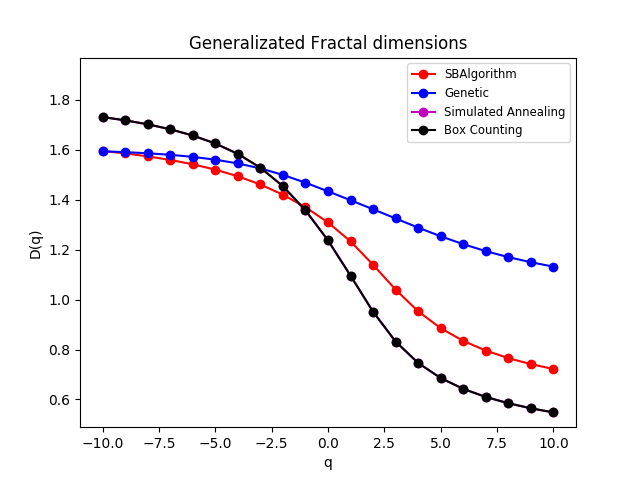 Generalizated Fractal dimensions
SBAlgorithm
Genetic
Simulated Annealing
Box Counting
D(q)
1.8
1.6
1.4
1.2
1.0
0.8
0.6
−10.0 −7.5 −5.0 −2.5 0.0 2.5 5.0 7.5 10.0
q